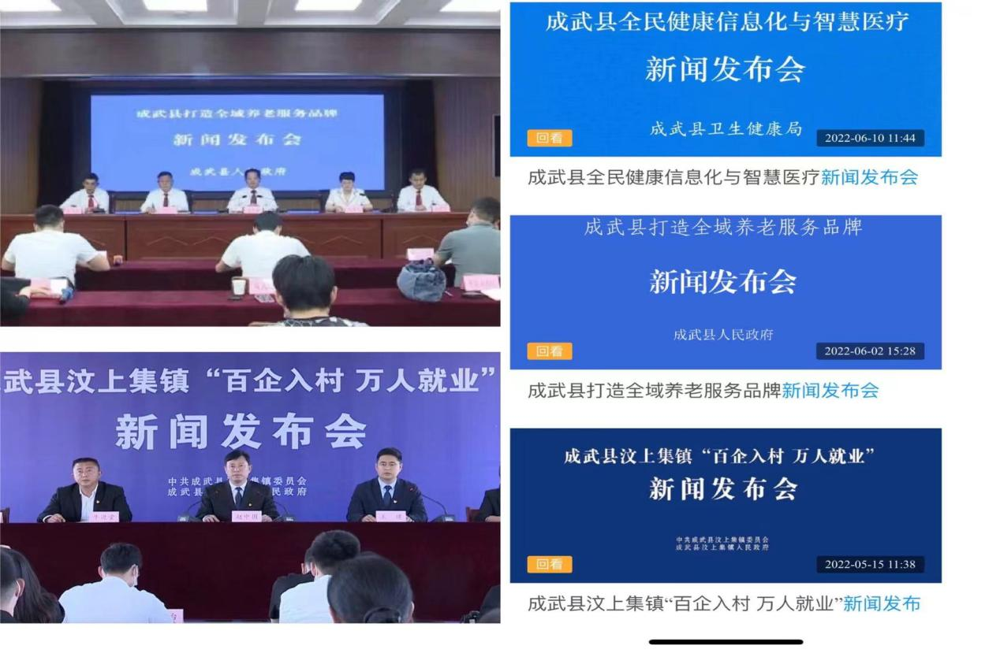 成武县打造全域养老服务品牌
新闻发布会
成武县人 政府
武县汶上集镇“百企入村 万人就业”
新闻发布会
中共成武县 集镇委员会
成武县 民政府
赵中国
成武县全民健康信息化与智慧医疗
新闻发布会
成武县卫生健康局
回看
2022-06-10 11:44
成武县全民健康信息化与智慧医疗新闻发布会
成武县打造全域养老服务品牌
新闻发布会
成武县人民政府
回看
2022-06-02 15:28
成武县打造全域养老服务品牌新闻发布会
成武县汶上集镇“百企入村 万人就业”
新闻发布会
中共成武县汶上集镇委员会
成武县汶上集镇人民政府
回看
2022-05-15 11:38
成武县汶上集镇“百企入村 万人就业”新闻发布